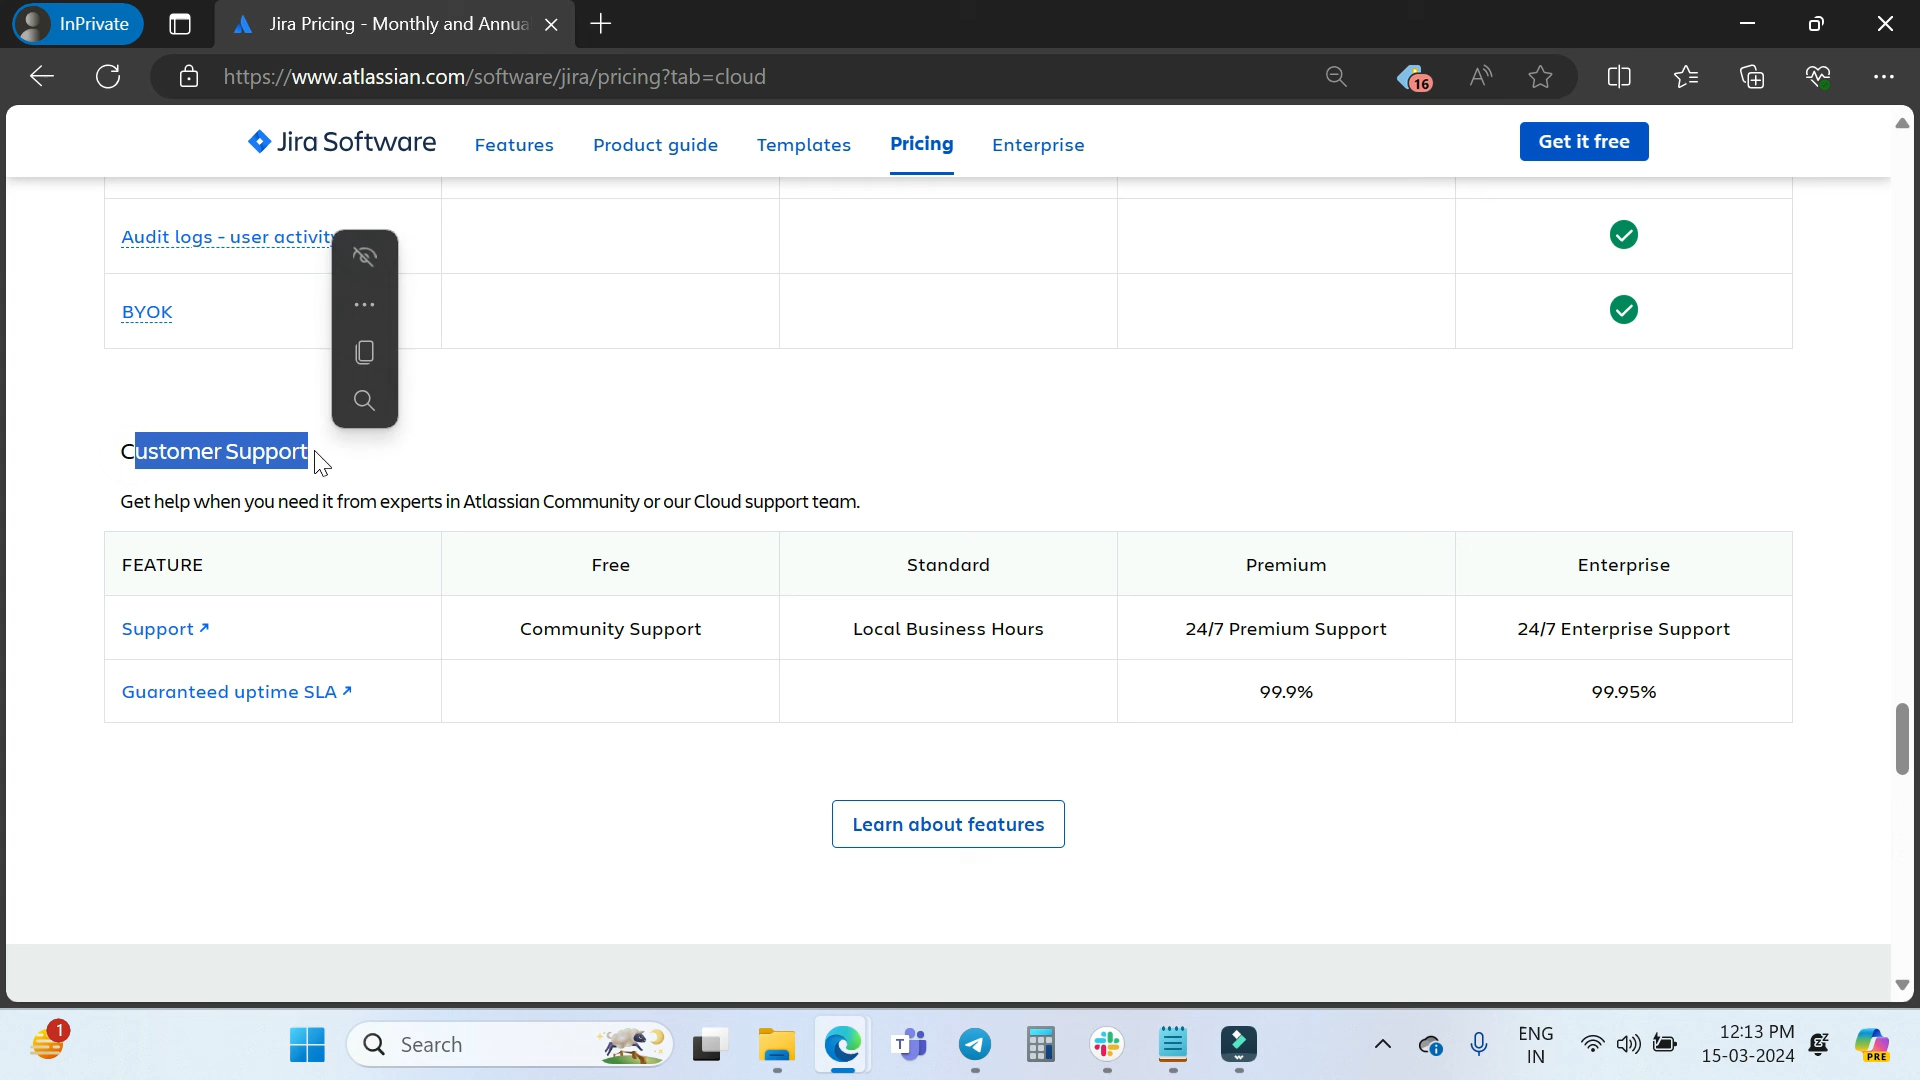 InPrivate
Jira Pricing - Monthly and Annua
https://www.atlassian.com/software/jira/pricing?tab=cloud
16
Jira Software
Features
Product guide
Templates
Pricing
Enterprise
Get it free
Audit logs - user activity
BYOK
Customer Support
Get help when you need it from experts in Atlassian Community or our Cloud support team.
FEATURE Free Standard Premium Enterprise
Support Community Support Local Business Hours 24/7 Premium Support 24/7 Enterprise Support
Guaranteed uptime SLA 99.9% 99.95%
Learn about features
1
Search
T
ENG
IN
12:13 PM
15-03-2024
PRE